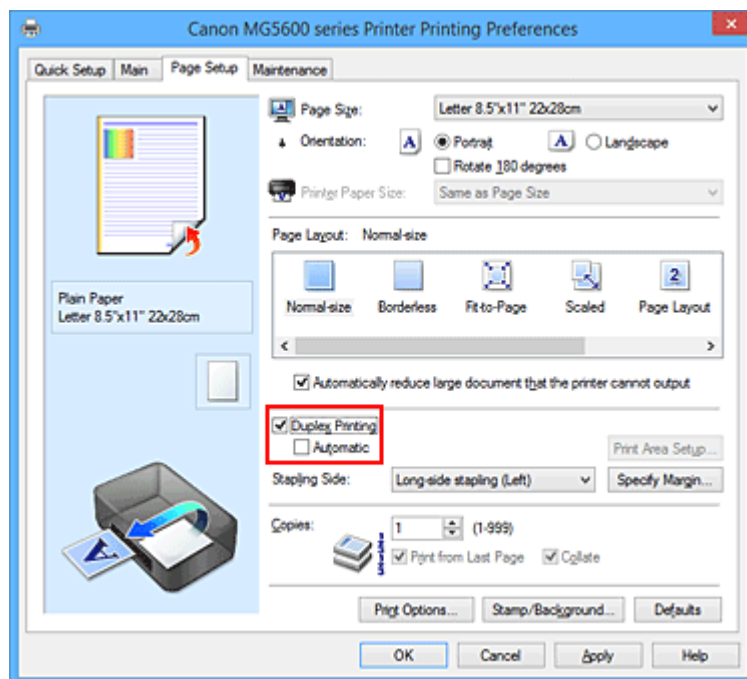 Canon MG5600 series Printer Printing Preferences
Quick Setup Main Page Setup Maintenance
Page Size: Letter 8.5"x11" 22x28cm
Orientation: A Portrait A Landscape
Rotate 180 degrees
Printer Paper Size: Same as Page Size
Page Layout: Normal-size
2
Normal-size Borderless Fit-to-Page Scaled Page Layout
Plain Paper
Letter 8.5"x11" 22x28cm
Automatically reduce large document that the printer cannot output
Duplex Printing
Automatic
Print Area Setup...
Stapling Side: Long-side stapling (Left) Specify Margin...
Copies: 1 (1-999)
Print from Last Page Collate
A
Print Options... Stamp/Background... Defaults
OK Cancel Apply Help